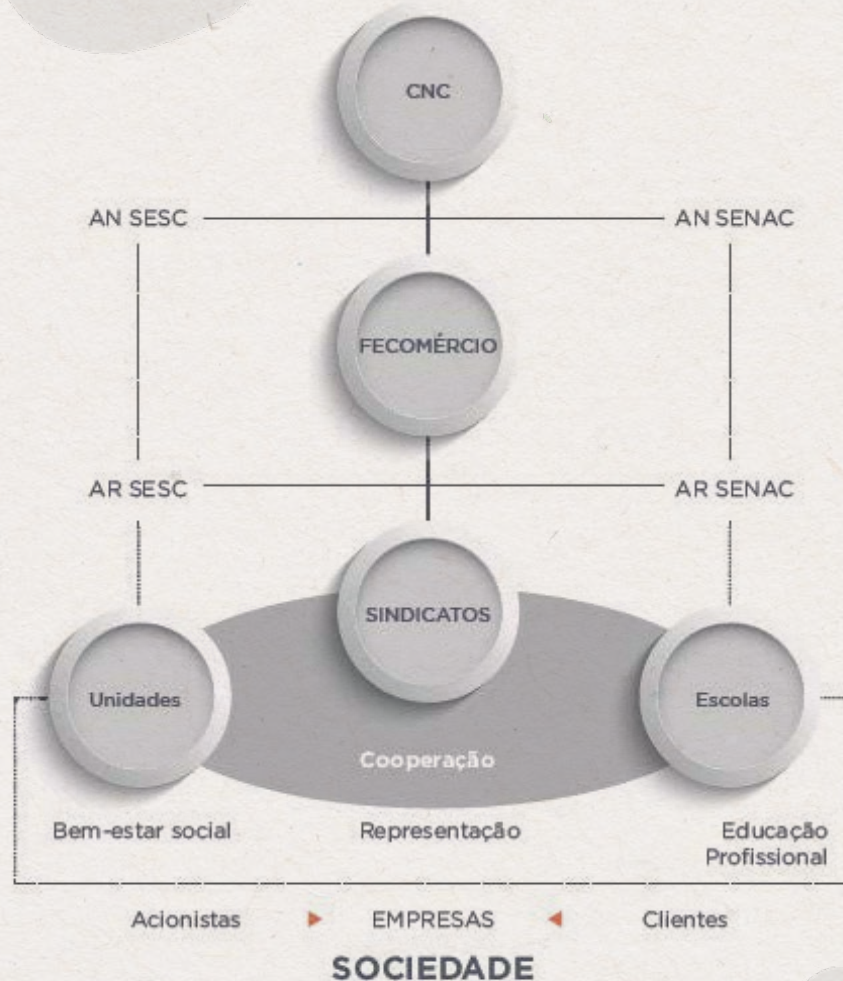 CNC
AN SESC
AN SENAC
FECOMÉRCIO
AR SESC
AR SENAC
SINDICATOS
Unidades
Escolas
Cooperação
Bem-estar social
Representação
Educação
Profissional
Acionistas
EMPRESAS
Clientes
SOCIEDADE